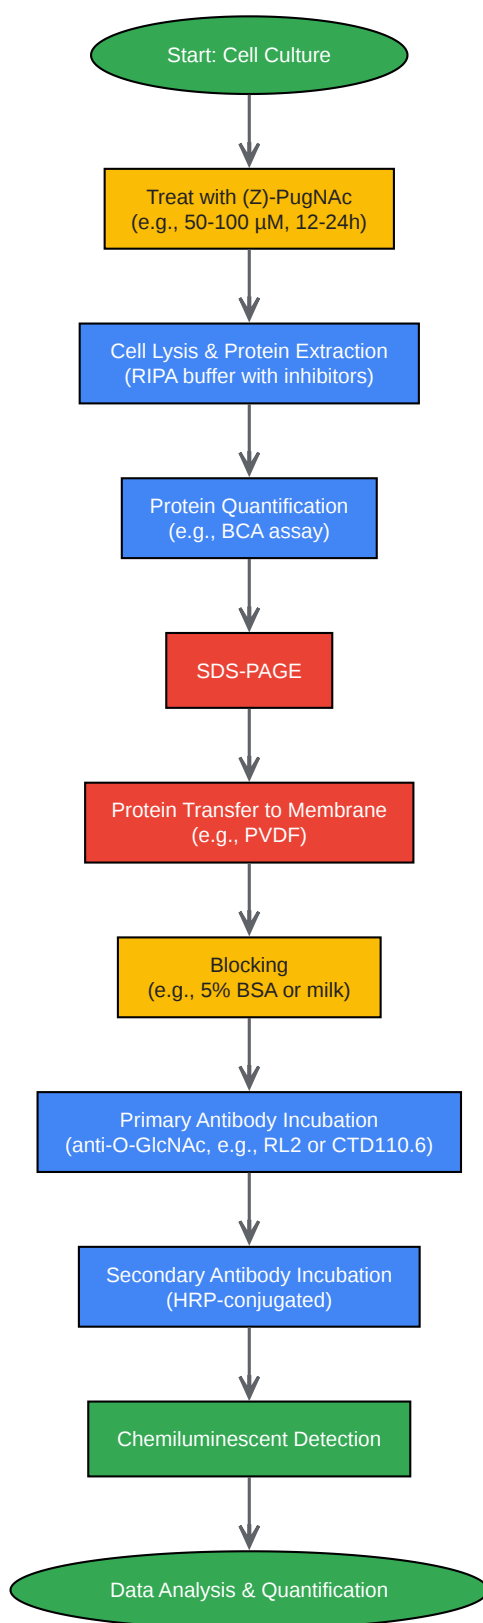 Start: Cell Culture
Treat with (Z)-PugNAc
(e.g., 50-100 µM, 12-24h)
Cell Lysis & Protein Extraction
(RIPA buffer with inhibitors)
Protein Quantification
(e.g., BCA assay)
SDS-PAGE
Protein Transfer to Membrane
(e.g., PVDF)
Blocking
(e.g., 5% BSA or milk)
Primary Antibody Incubation
(anti-O-GlcNAc, e.g., RL2 or CTD110.6)
Secondary Antibody Incubation
(HRP-conjugated)
Chemiluminescent Detection
Data Analysis & Quantification